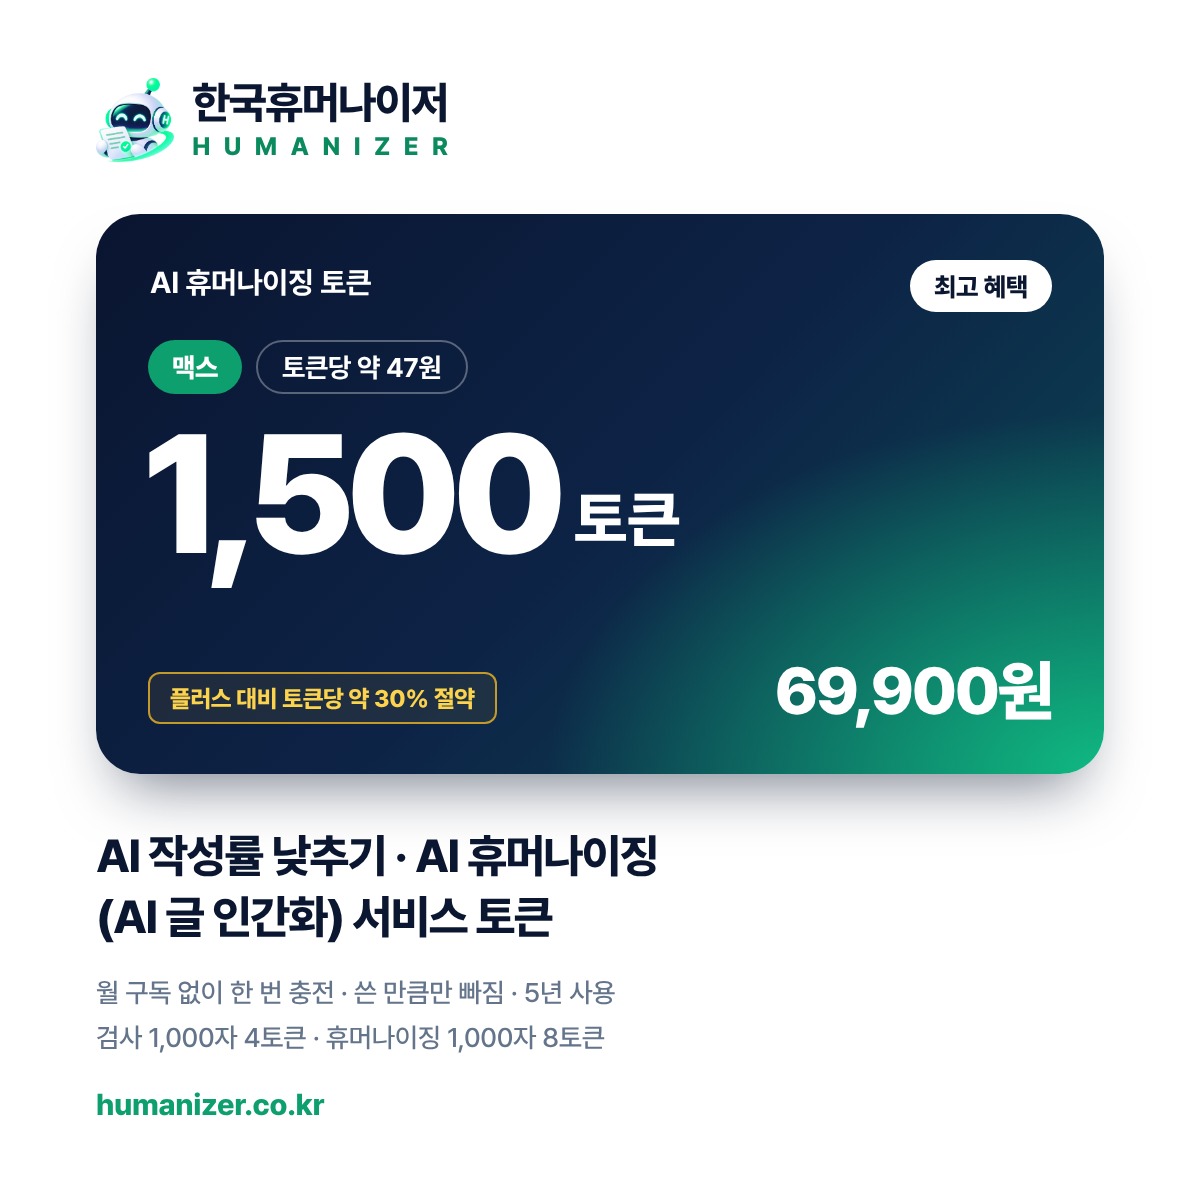 한국휴머나이저
HUMANIZER
AI 휴머나이징 토큰
최고 혜택
맥스
토큰당 약 47원
1,500 토큰
플러스 대비 토큰당 약 30% 절약
69,900원
AI 작성률 낮추기 · AI 휴머나이징
(AI 글 인간화) 서비스 토큰
월 구독 없이 한 번 충전 · 쓴 만큼만 빠짐 · 5년 사용
검사 1,000자 4토큰 · 휴머나이징 1,000자 8토큰
humanizer.co.kr